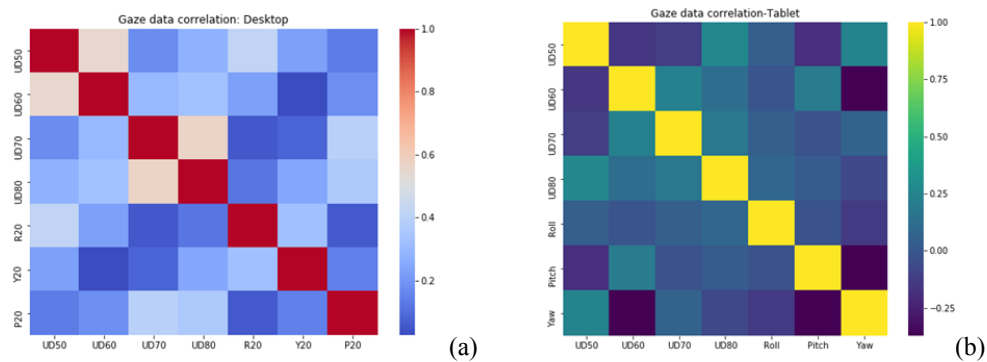 Gaze data correlation: Desktop
UD50
UD60
UD70
UD80
R20
Y20
P20
UD50 UD60 UD70 UD80 R20 Y20 P20
1.0
0.8
0.6
0.4
0.2
(a)
Gaze data correlation-Tablet
UD50
UD60
UD70
UD80
Roll
Pitch
Yaw
UD50 UD60 UD70 UD80 Roll Pitch Yaw
1.00
0.75
0.50
0.25
0.00
−0.25
(b)